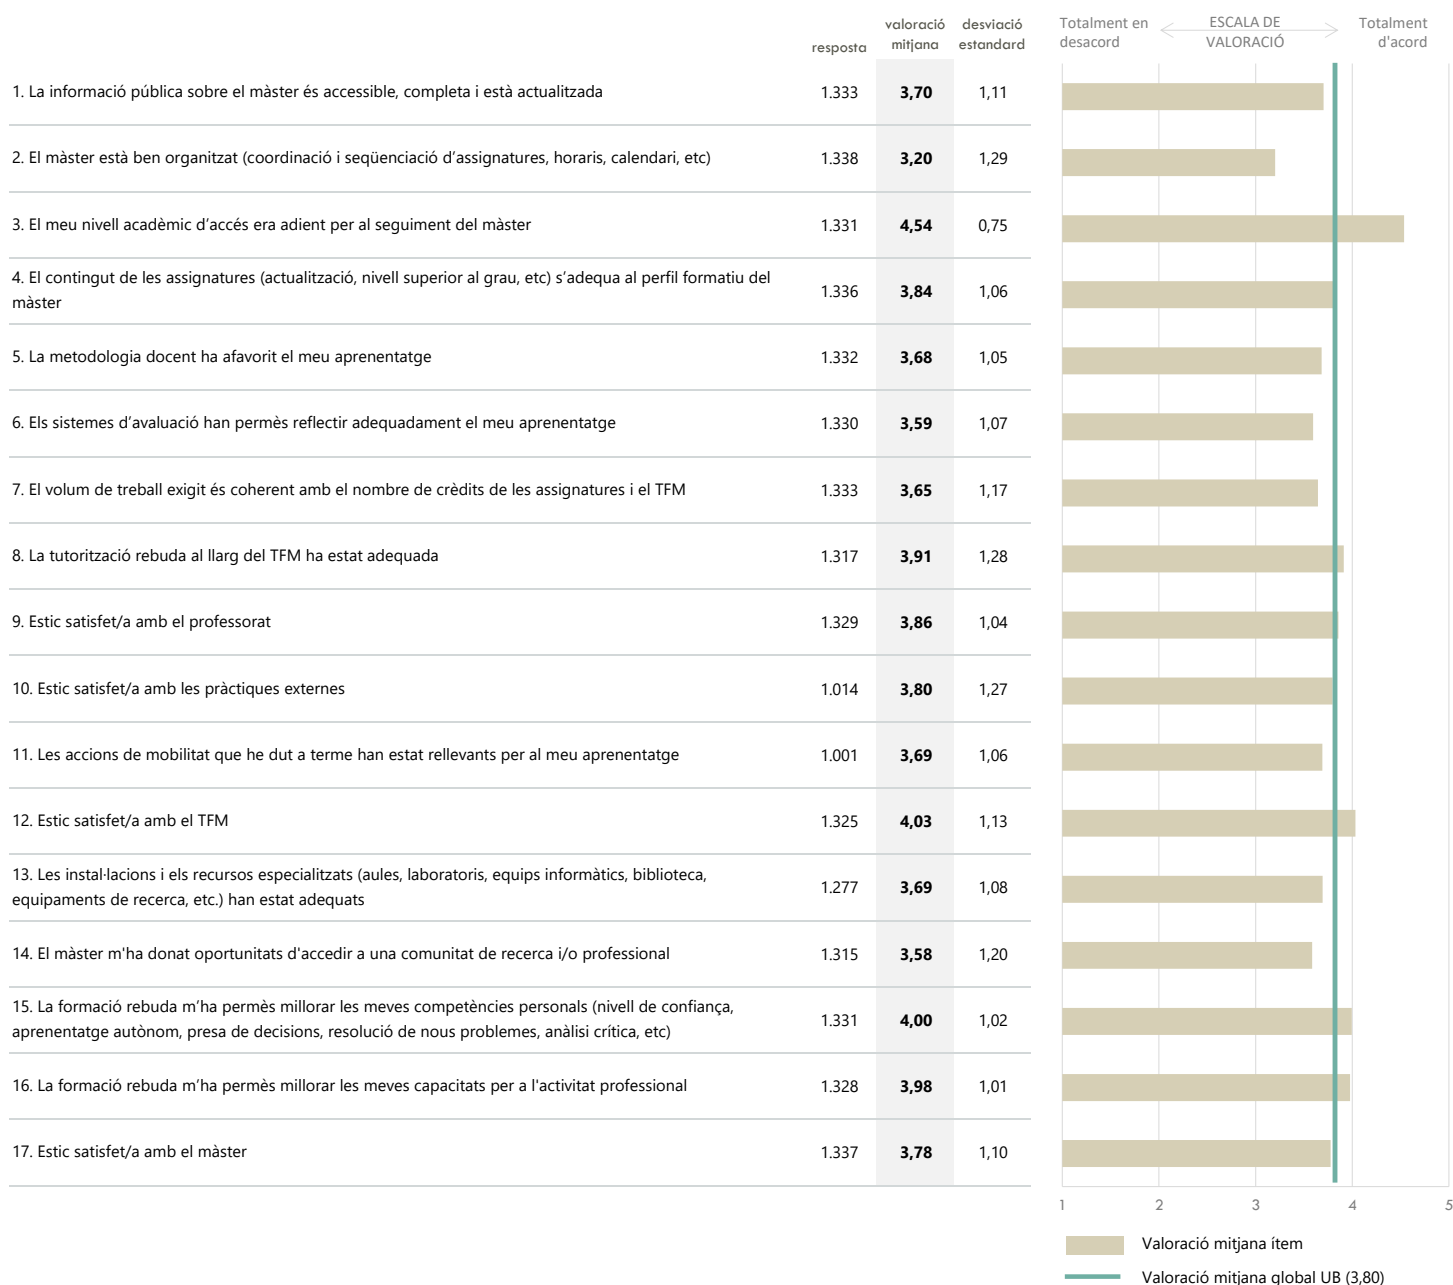 resposta
valoració
mitjana
desviació
estandard
Totalment en
desacord
ESCALA DE
VALORACIÓ
Totalment
d'acord
1. La informació pública sobre el màster és accessible, completa i està actualitzada 1.333 3,70 1,11
2. El màster està ben organitzat (coordinació i seqüenciació d’assignatures, horaris, calendari, etc) 1.338 3,20 1,29
3. El meu nivell acadèmic d’accés era adient per al seguiment del màster 1.331 4,54 0,75
4. El contingut de les assignatures (actualització, nivell superior al grau, etc) s’adequa al perfil formatiu del
màster 1.336 3,84 1,06
5. La metodologia docent ha afavorit el meu aprenentatge 1.332 3,68 1,05
6. Els sistemes d’avaluació han permès reflectir adequadament el meu aprenentatge 1.330 3,59 1,07
7. El volum de treball exigit és coherent amb el nombre de crèdits de les assignatures i el TFM 1.333 3,65 1,17
8. La tutorització rebuda al llarg del TFM ha estat adequada 1.317 3,91 1,28
9. Estic satisfet/a amb el professorat 1.329 3,86 1,04
10. Estic satisfet/a amb les pràctiques externes 1.014 3,80 1,27
11. Les accions de mobilitat que he dut a terme han estat rellevants per al meu aprenentatge 1.001 3,69 1,06
12. Estic satisfet/a amb el TFM 1.325 4,03 1,13
13. Les instal·lacions i els recursos especialitzats (aules, laboratoris, equips informàtics, biblioteca,
equipaments de recerca, etc.) han estat adequats 1.277 3,69 1,08
14. El màster m'ha donat oportunitats d'accedir a una comunitat de recerca i/o professional 1.315 3,58 1,20
15. La formació rebuda m’ha permès millorar les meves competències personals (nivell de confiança,
aprenentatge autònom, presa de decisions, resolució de nous problemes, anàlisi crítica, etc) 1.331 4,00 1,02
16. La formació rebuda m’ha permès millorar les meves capacitats per a l'activitat professional 1.328 3,98 1,01
17. Estic satisfet/a amb el màster 1.337 3,78 1,10
1 2 3 4 5
Valoració mitjana ítem
Valoració mitjana global UB (3,80)